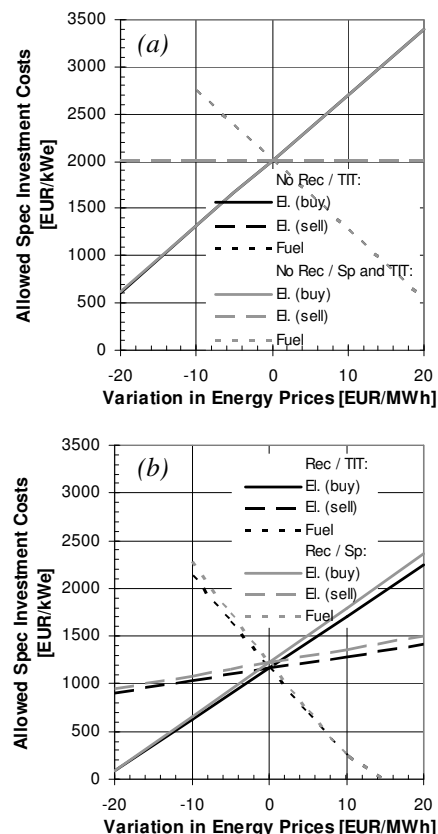 (a)
Allowed Spec Investment Costs
[EUR/kWe]
3500
3000
2500
2000
1500
1000
500
0
No Rec / TIT:
El. (buy)
El. (sell)
Fuel
No Rec / Sp and TIT:
El. (buy)
El. (sell)
Fuel
-20
-10
0
10
20
Variation in Energy Prices [EUR/MWh]
(b)
Allowed Spec Investment Costs
[EUR/kWe]
3500
3000
2500
2000
1500
1000
500
0
Rec / TIT:
El. (buy)
El. (sell)
Fuel
Rec / Sp:
El. (buy)
El. (sell)
Fuel
-20
-10
0
10
20
Variation in Energy Prices [EUR/MWh]